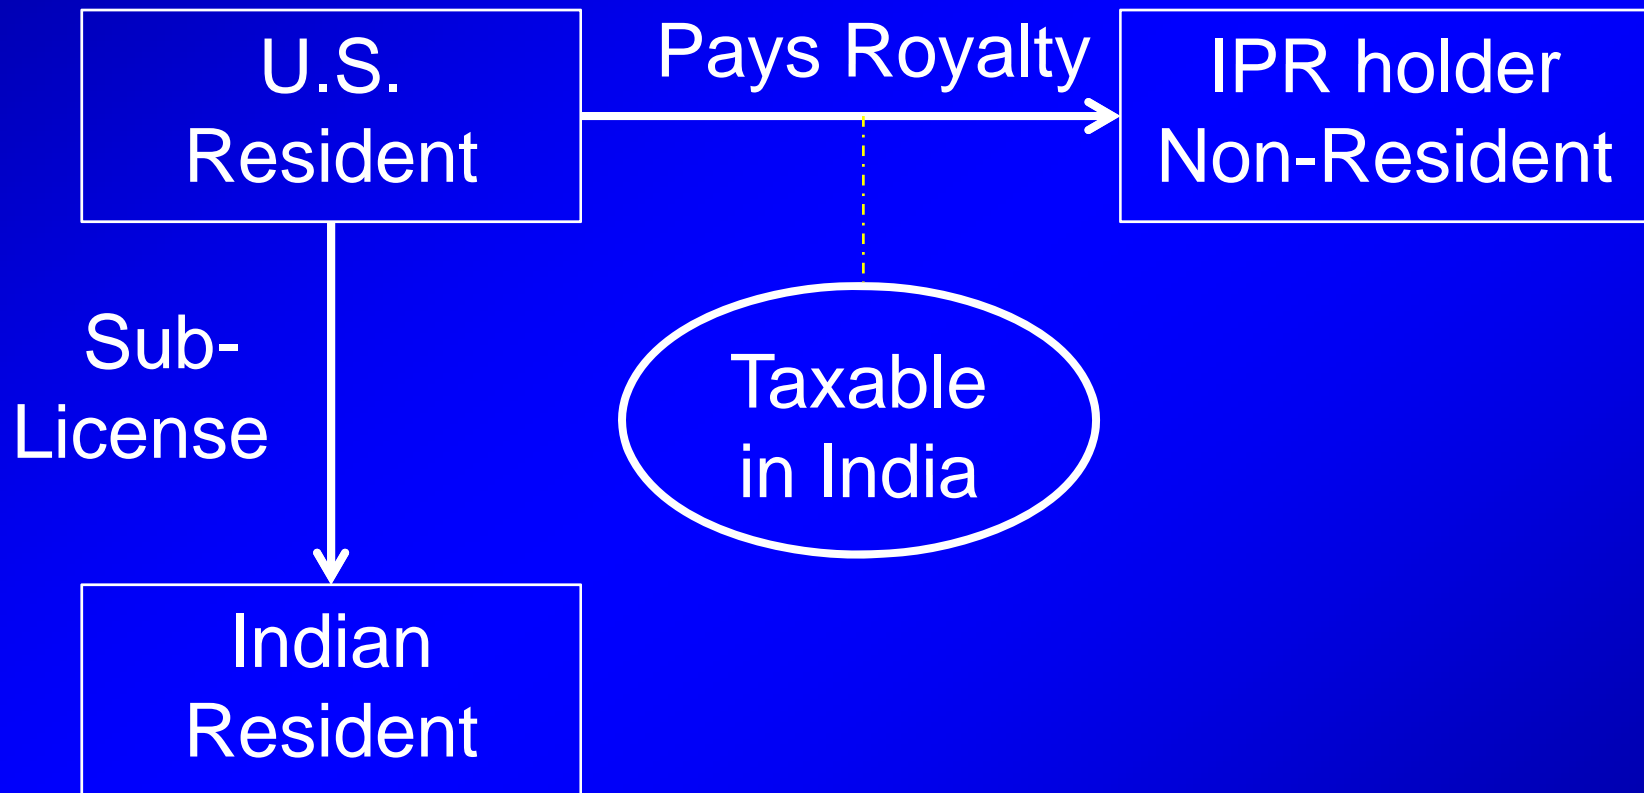 U.S.
Resident
Pays Royalty
IPR holder
Non-Resident
Sub-
License
Taxable
in India
Indian
Resident